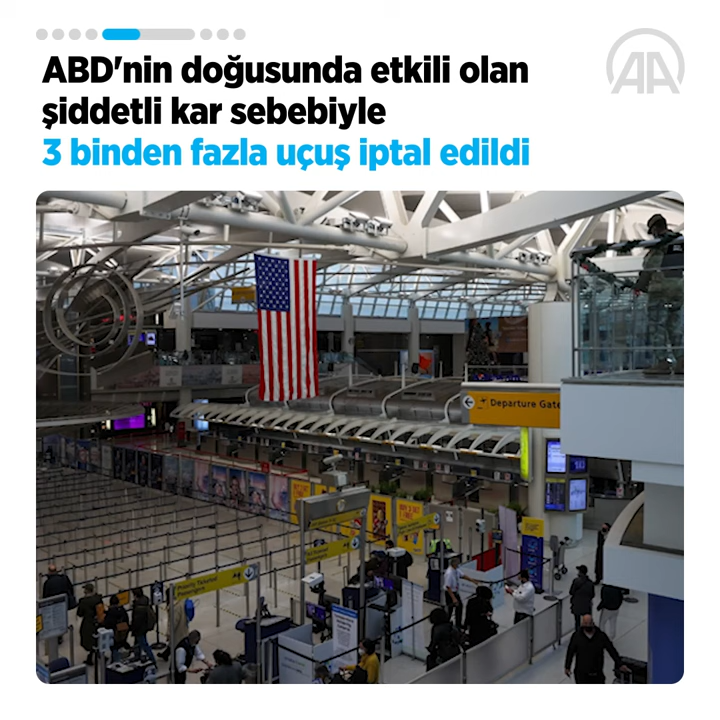 ABD'nin doğusunda etkili olan
şiddetli kar sebebiyle
3 binden fazla uçuş iptal edildi
AA
Departure Gate